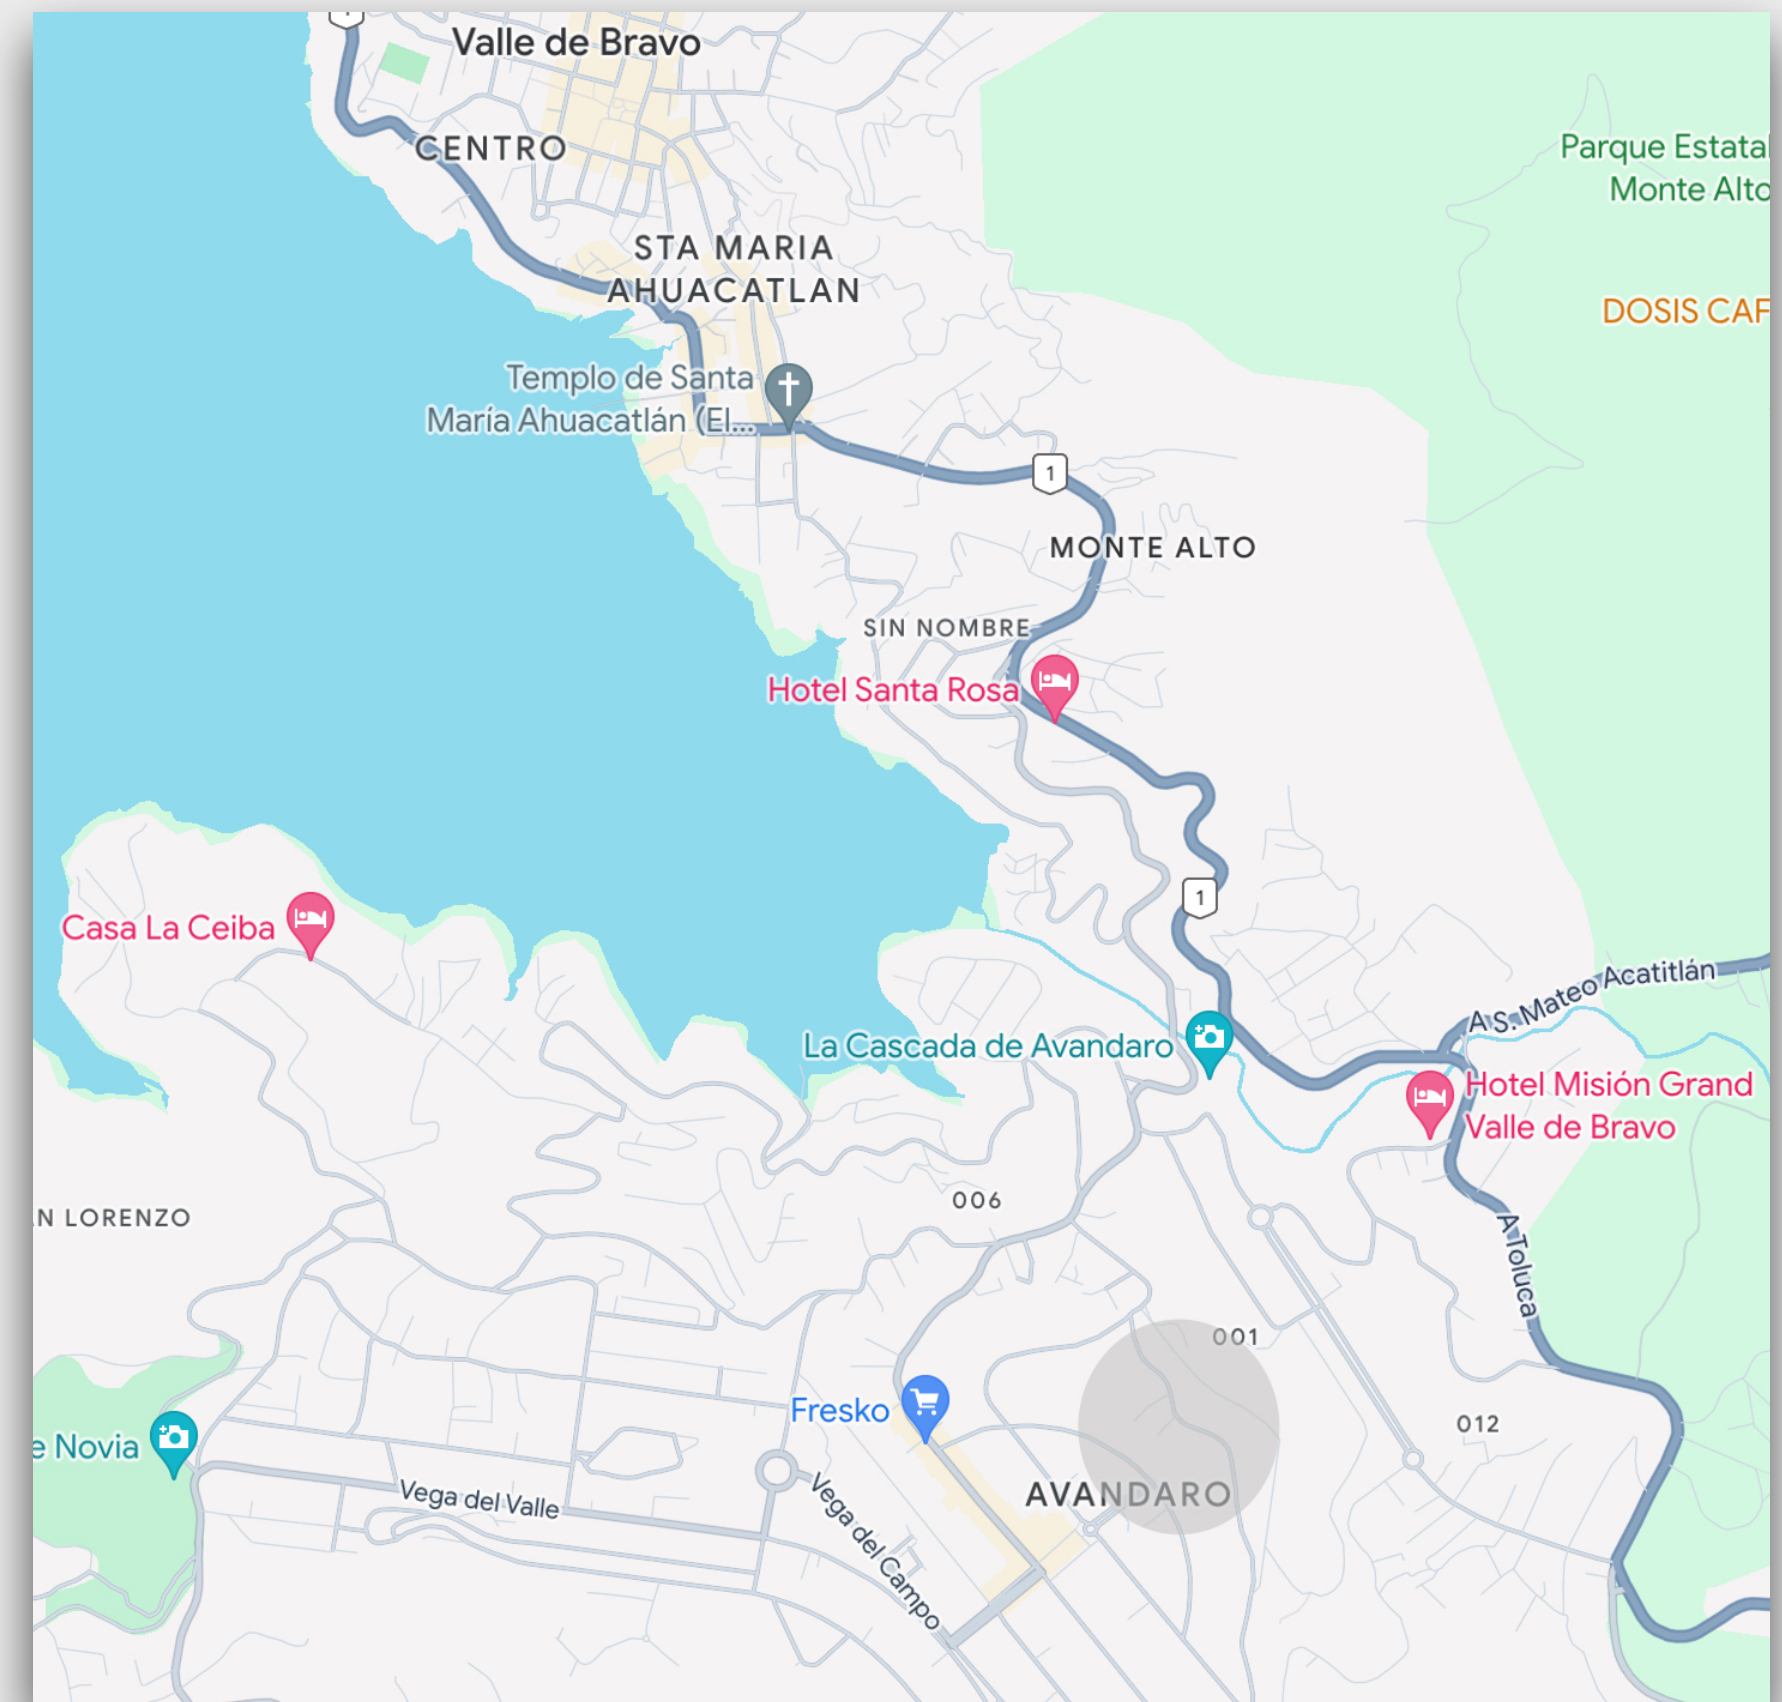 Valle de Bravo
CENTRO
Parque Estatal
Monte Alto
STA MARIA
AHUACATLAN
DOSIS CAF
Templo de Santa
María Ahuacatlán (El...
1
MONTE ALTO
SIN NOMBRE
Hotel Santa Rosa
1
Casa La Ceiba
A S. Mateo Acatitlán
La Cascada de Avandaro
Hotel Misión Grand
Valle de Bravo
006
N LORENZO
A Toluca
001
Fresko
012
e Novia
AVANDARO
Vega del Valle
Vega del Campo